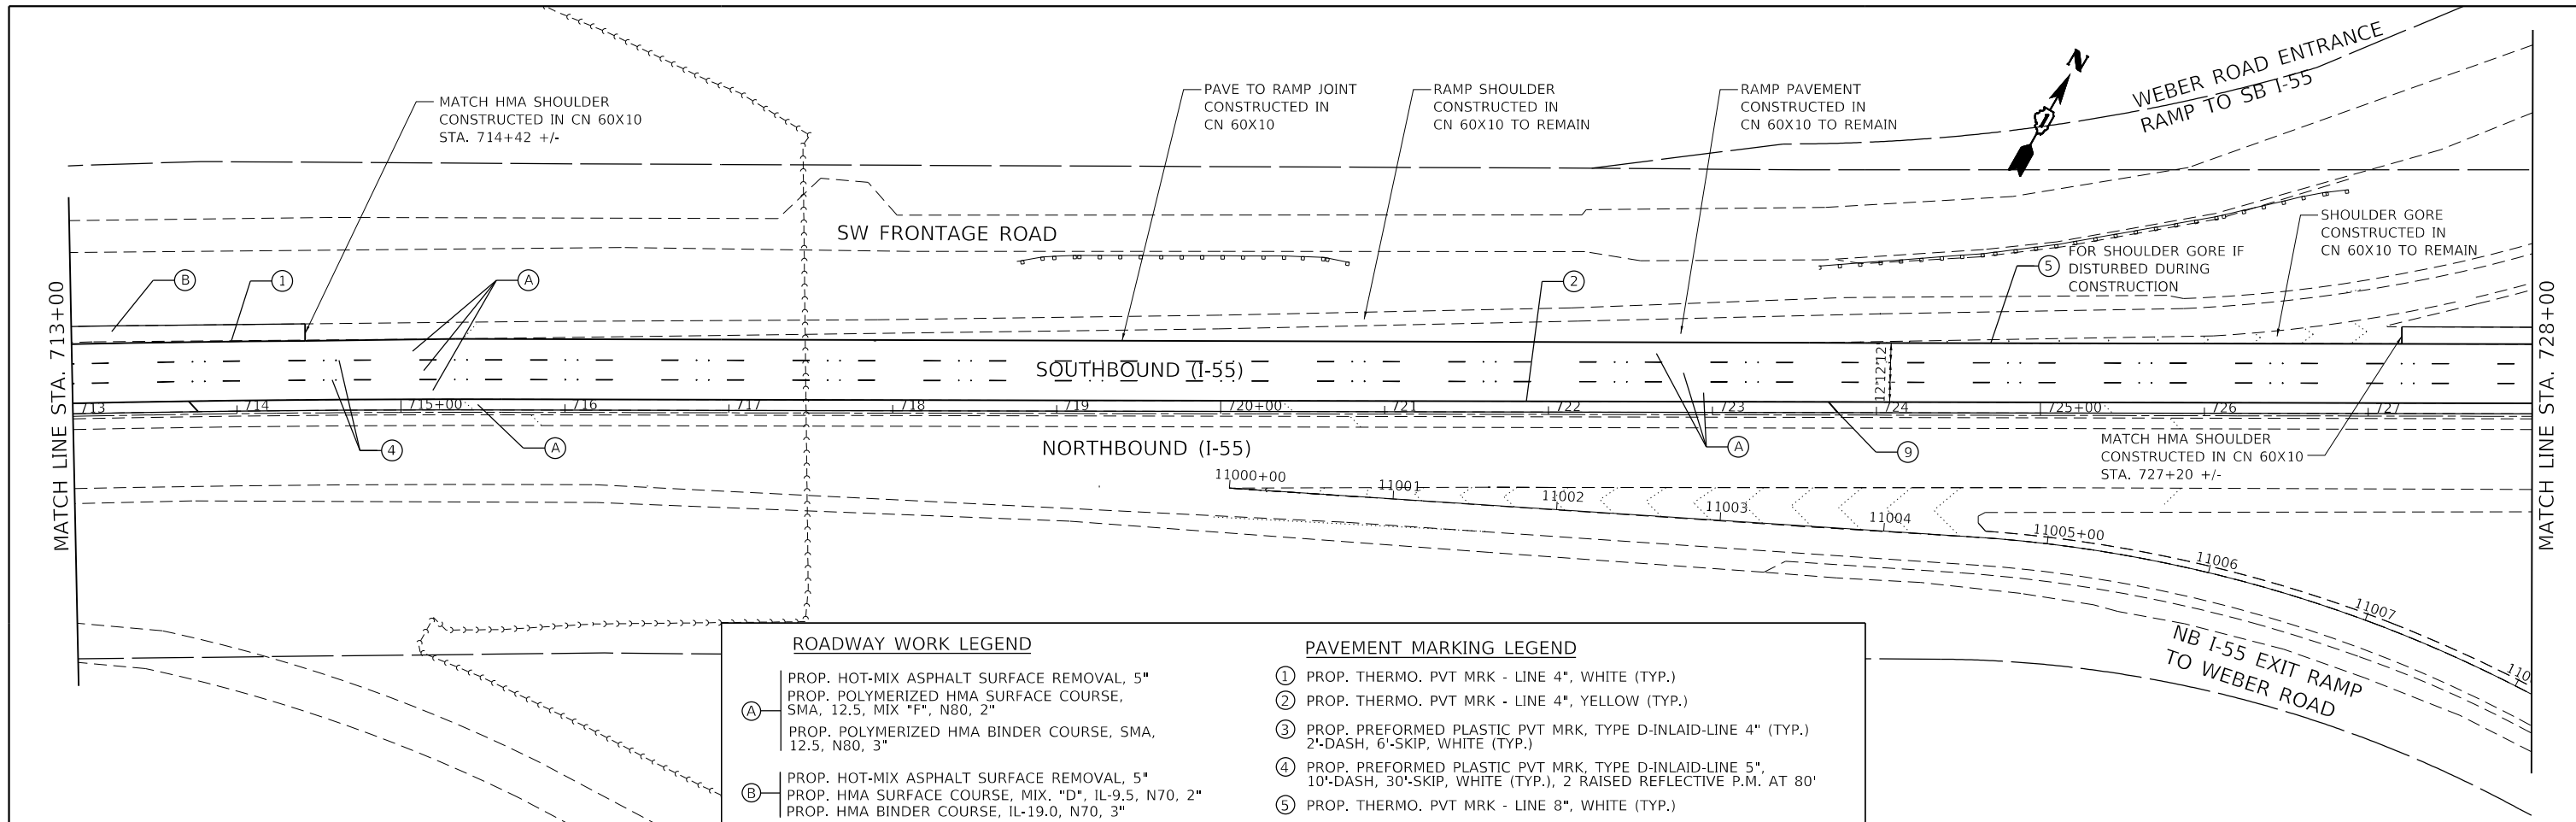 WEBER ROAD ENTRANCE
RAMP TO SB I-55
N
MATCH HMA SHOULDER
CONSTRUCTED IN CN 60X10
STA. 714+42 +/-
PAVE TO RAMP JOINT
CONSTRUCTED IN
CN 60X10
RAMP SHOULDER
CONSTRUCTED IN
CN 60X10 TO REMAIN
RAMP PAVEMENT
CONSTRUCTED IN
CN 60X10 TO REMAIN
SHOULDER GORE
CONSTRUCTED IN
CN 60X10 TO REMAIN
SW FRONTAGE ROAD
5 FOR SHOULDER GORE IF
DISTURBED DURING
CONSTRUCTION
B
1
A
2
MATCH LINE STA. 713+00
MATCH LINE STA. 728+00
SOUTHBOUND (I-55)
12' 12' 12'
713 714 715+00 716 717 718 719 720+00 721 722 723 724 725+00 726 727
4
A
NORTHBOUND (I-55)
A
9
MATCH HMA SHOULDER
CONSTRUCTED IN CN 60X10
STA. 727+20 +/-
11000+00 11001 11002 11003 11004 11005+00 11006 11007 110
NB I-55 EXIT RAMP
TO WEBER ROAD
ROADWAY WORK LEGEND
A
PROP. HOT-MIX ASPHALT SURFACE REMOVAL, 5"
PROP. POLYMERIZED HMA SURFACE COURSE,
SMA, 12.5, MIX "F", N80, 2"
PROP. POLYMERIZED HMA BINDER COURSE, SMA,
12.5, N80, 3"
B
PROP. HOT-MIX ASPHALT SURFACE REMOVAL, 5"
PROP. HMA SURFACE COURSE, MIX. "D", IL-9.5, N70, 2"
PROP. HMA BINDER COURSE, IL-19.0, N70, 3"
PAVEMENT MARKING LEGEND
1 PROP. THERMO. PVT MRK - LINE 4", WHITE (TYP.)
2 PROP. THERMO. PVT MRK - LINE 4", YELLOW (TYP.)
3 PROP. PREFORMED PLASTIC PVT MRK, TYPE D-INLAID-LINE 4" (TYP.)
2'-DASH, 6'-SKIP, WHITE (TYP.)
4 PROP. PREFORMED PLASTIC PVT MRK, TYPE D-INLAID-LINE 5",
10'-DASH, 30'-SKIP, WHITE (TYP.), 2 RAISED REFLECTIVE P.M. AT 80'
5 PROP. THERMO. PVT MRK - LINE 8", WHITE (TYP.)